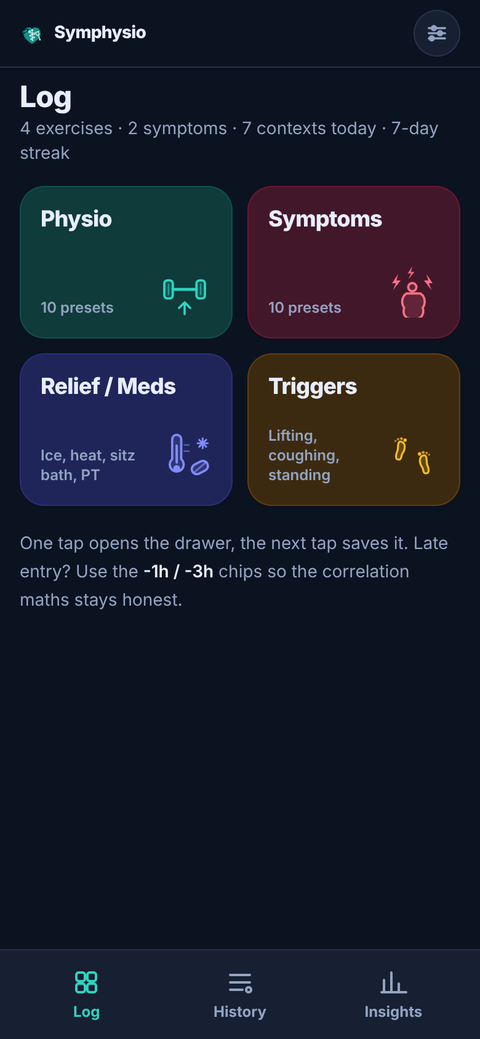 Symphysio
Log
4 exercises · 2 symptoms · 7 contexts today · 7-day
streak
Physio
10 presets
Symptoms
10 presets
Relief / Meds
Ice, heat, sitz
bath, PT
Triggers
Lifting,
coughing,
standing
One tap opens the drawer, the next tap saves it. Late
entry? Use the -1h / -3h chips so the correlation
maths stays honest.
Log
History
Insights